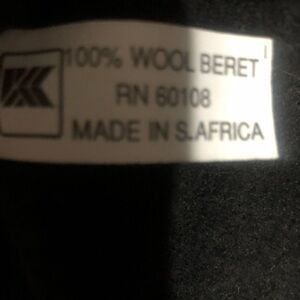 100% WOOL BERET
RN 60108
MADE IN S.AFRICA